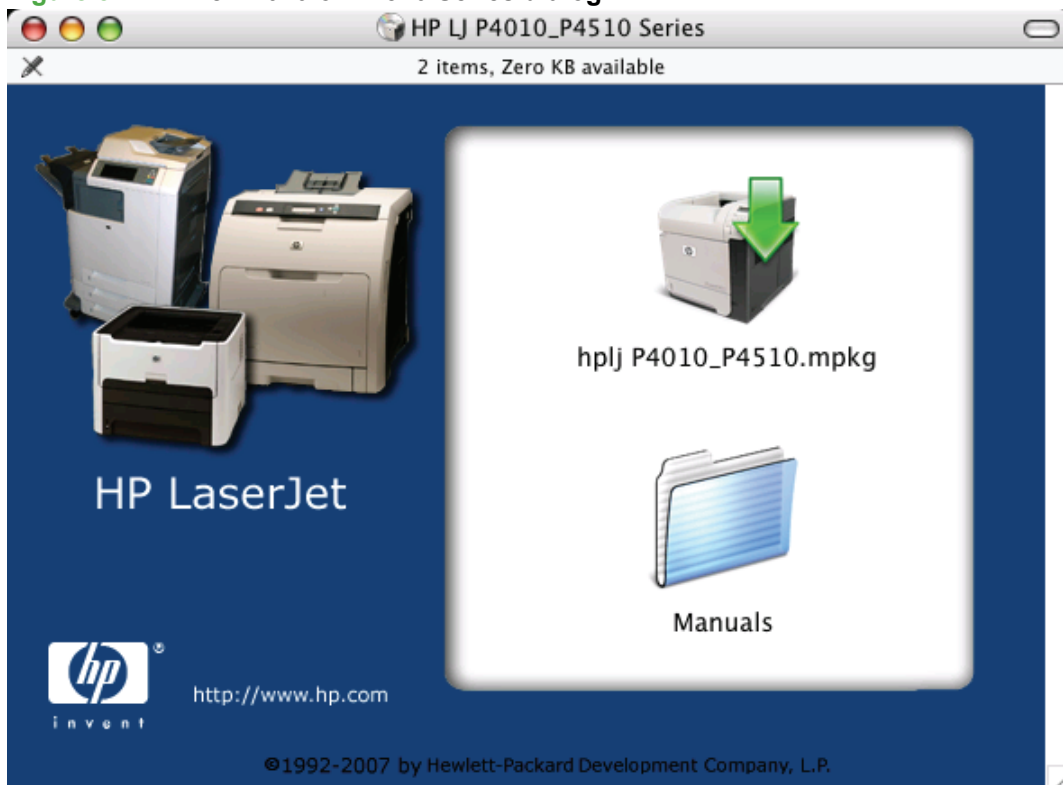 HP LJ P4010_P4510 Series
2 items, Zero KB available
hplj P4010_P4510.mpkg
HP LaserJet
Manuals
hp®
http://www.hp.com
invent
©1992-2007 by Hewlett-Packard Development Company, L.P.